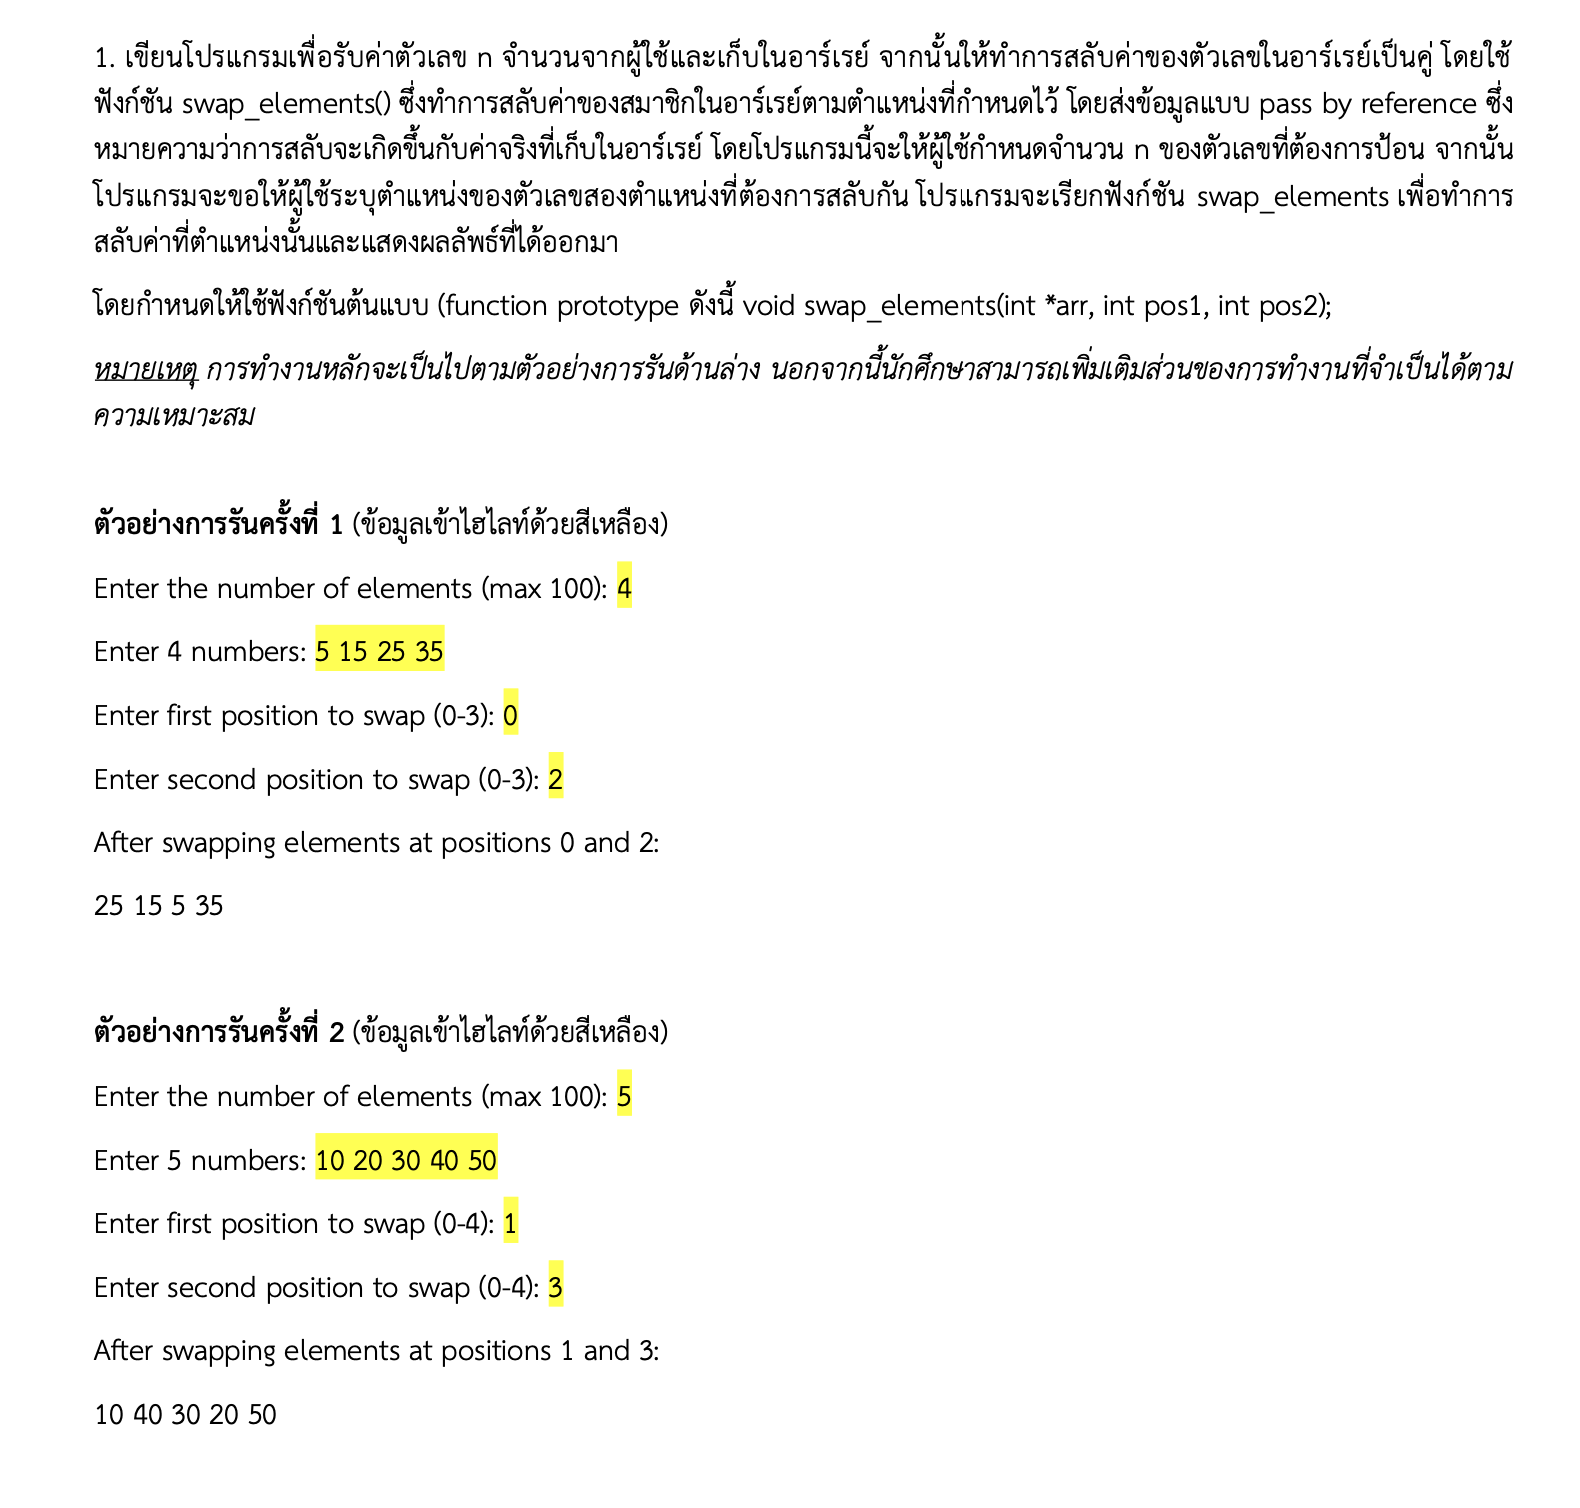 1. เขียนโปรแกรมเพื่อรับค่าตัวเลข n จำนวนจากผู้ใช้และเก็บในอาร์เรย์ จากนั้นให้ทำการสลับค่าของตัวเลขในอาร์เรย์เป็นคู่ โดยใช้
ฟังก์ชัน swap_elements() ซึ่งทำการสลับค่าของสมาชิกในอาร์เรย์ตามตำแหน่งที่กำหนดไว้ โดยส่งข้อมูลแบบ pass by reference ซึ่ง
หมายความว่าการสลับจะเกิดขึ้นกับค่าจริงที่เก็บในอาร์เรย์ โดยโปรแกรมนี้จะให้ผู้ใช้กำหนดจำนวน n ของตัวเลขที่ต้องการป้อน จากนั้น
โปรแกรมจะขอให้ผู้ใช้ระบุตำแหน่งของตัวเลขสองตำแหน่งที่ต้องการสลับกัน โปรแกรมจะเรียกฟังก์ชัน swap_elements เพื่อทำการ
สลับค่าที่ตำแหน่งนั้นและแสดงผลลัพธ์ที่ได้ออกมา
โดยกำหนดให้ใช้ฟังก์ชันต้นแบบ (function prototype ดังนี้ void swap_elements(int *arr, int pos1, int pos2);
หมายเหตุ การทำงานหลักจะเป็นไปตามตัวอย่างการรันด้านล่าง นอกจากนี้นักศึกษาสามารถเพิ่มเติมส่วนของการทำงานที่จำเป็นได้ตาม
ความเหมาะสม
ตัวอย่างการรันครั้งที่ 1 (ข้อมูลเข้าไฮไลท์ด้วยสีเหลือง)
Enter the number of elements (max 100): 4
Enter 4 numbers: 5 15 25 35
Enter first position to swap (0-3): 0
Enter second position to swap (0-3): 2
After swapping elements at positions 0 and 2:
25 15 5 35
ตัวอย่างการรันครั้งที่ 2 (ข้อมูลเข้าไฮไลท์ด้วยสีเหลือง)
Enter the number of elements (max 100): 5
Enter 5 numbers: 10 20 30 40 50
Enter first position to swap (0-4): 1
Enter second position to swap (0-4): 3
After swapping elements at positions 1 and 3:
10 40 30 20 50